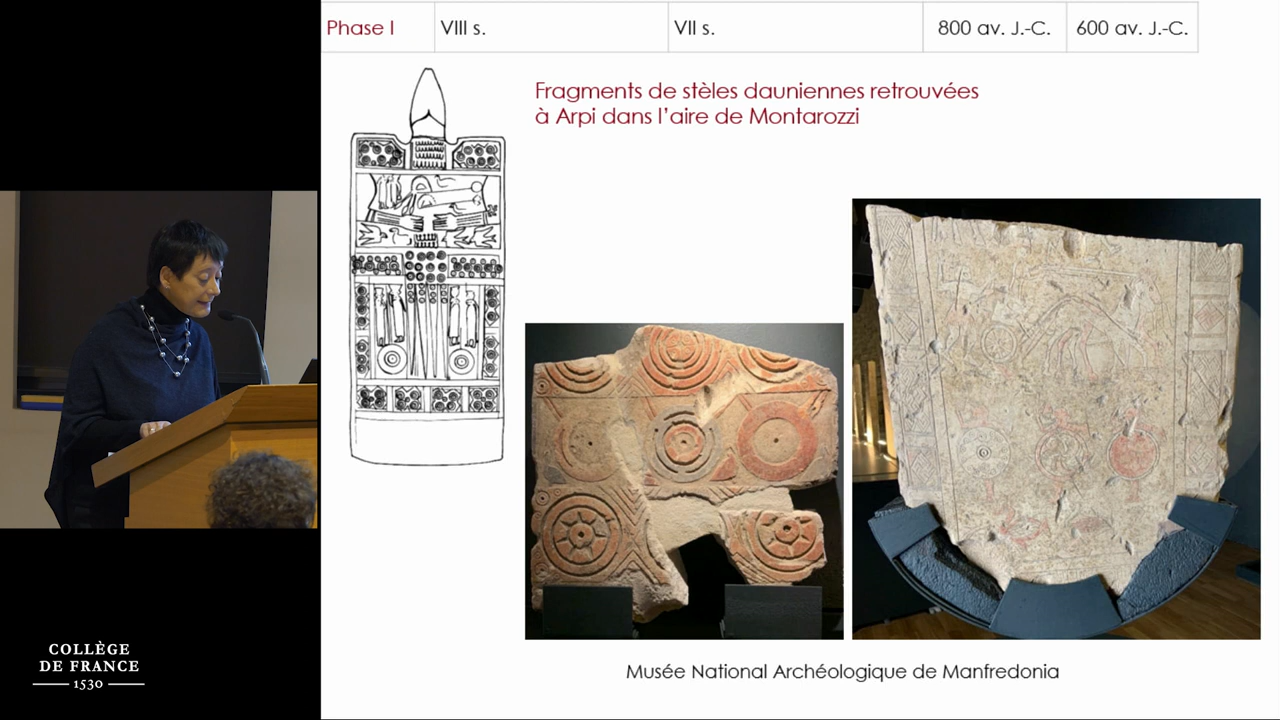 Phase I
VIII s.
VII s.
800 av. J.-C.
600 av. J.-C.
Fragments de stèles dauniennes retrouvées
à Arpi dans l'aire de Montarozzi
Musée National Archéologique de Manfredonia
COLLÈGE
DE FRANCE
1530